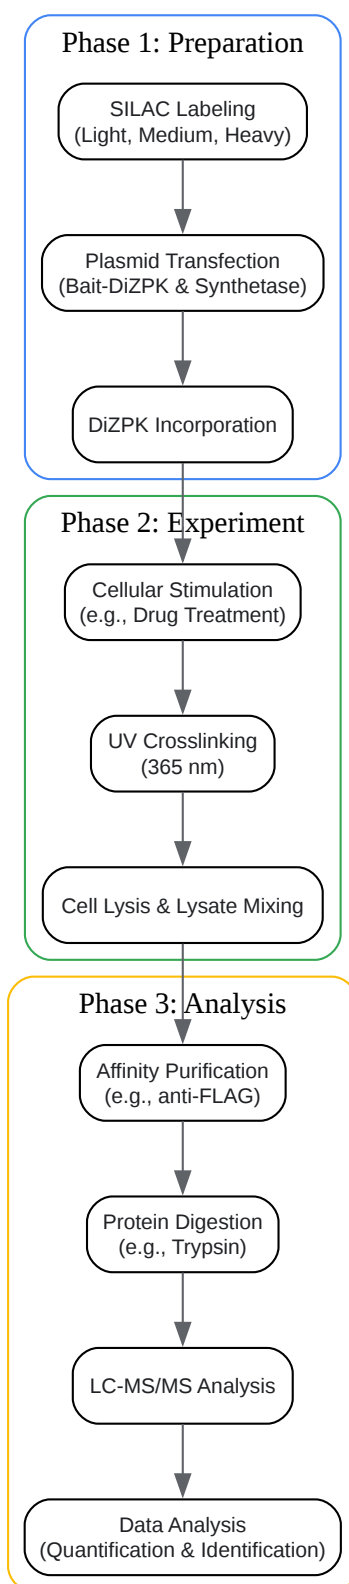 Phase 1: Preparation
SILAC Labeling
(Light, Medium, Heavy)
Plasmid Transfection
(Bait-DiZPK & Synthetase)
DiZPK Incorporation
Phase 2: Experiment
Cellular Stimulation
(e.g., Drug Treatment)
UV Crosslinking
(365 nm)
Cell Lysis & Lysate Mixing
Phase 3: Analysis
Affinity Purification
(e.g., anti-FLAG)
Protein Digestion
(e.g., Trypsin)
LC-MS/MS Analysis
Data Analysis
(Quantification & Identification)